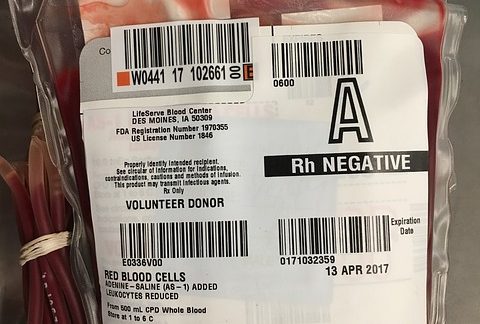 Co
W0441 17 102661 00 E
0600
A
Rh NEGATIVE
LifeServe Blood Center
DES MOINES, IA 50309
FDA Registration Number 1970355
US License Number 1846
Properly identify intended recipient.
See circular of information for indications,
contraindications, cautions and methods of infusion.
This product may transmit infectious agents.
Rx Only
VOLUNTEER DONOR
E0336V00
RED BLOOD CELLS
ADENINE-SALINE (AS-1) ADDED
LEUKOCYTES REDUCED
From 500 mL CPD Whole Blood
Store at 1 to 6 C
Expiration
Date
0171032359
13 APR 2017